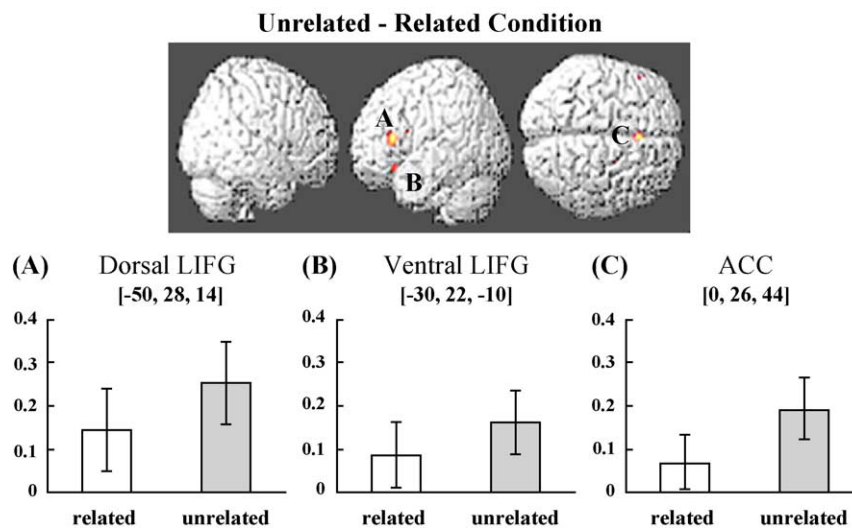 Unrelated - Related Condition
A
B
C
(A) Dorsal LIFG
[-50, 28, 14]
0.4
0.3
0.2
0.1
0
related unrelated
(B) Ventral LIFG
[-30, 22, -10]
0.4
0.3
0.2
0.1
0
related unrelated
(C) ACC
[0, 26, 44]
0.4
0.3
0.2
0.1
0
related unrelated